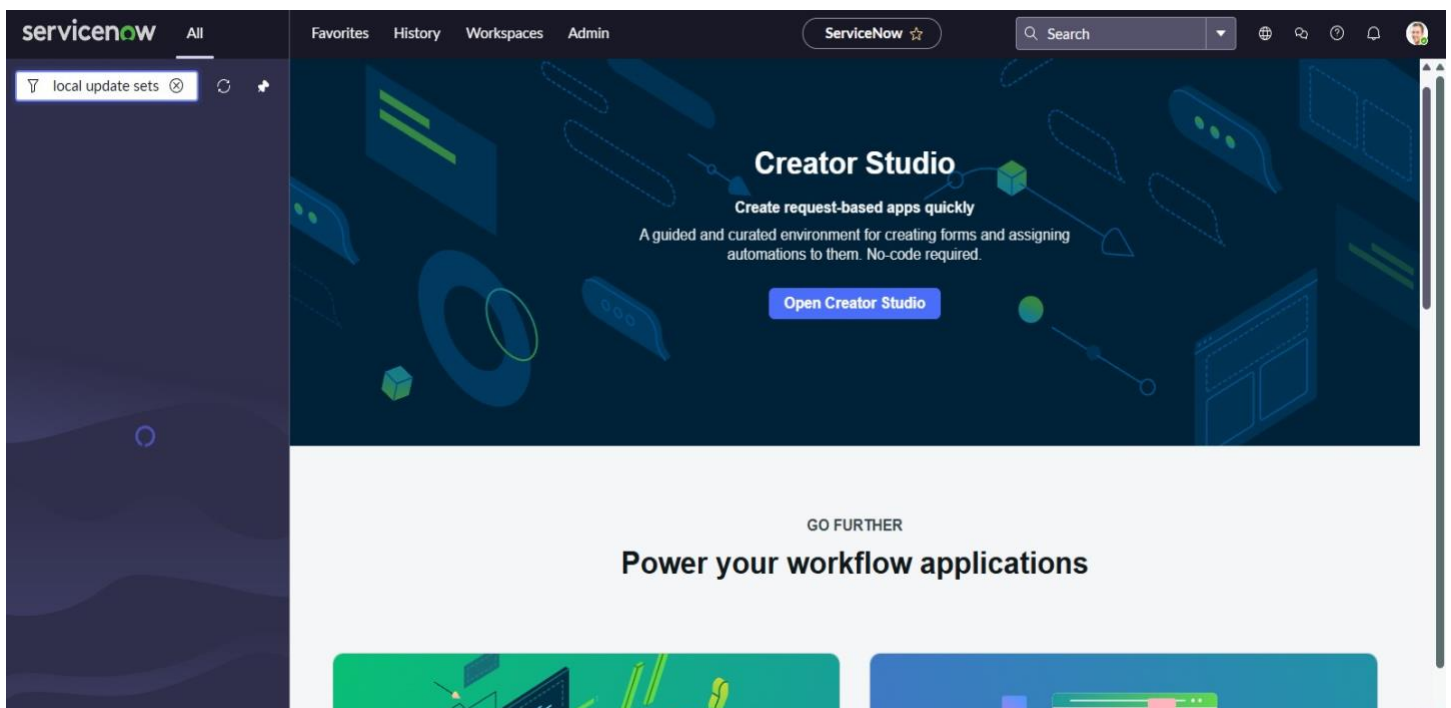 servicenow All Favorites History Workspaces Admin ServiceNow Search
local update sets
Creator Studio
Create request-based apps quickly
A guided and curated environment for creating forms and assigning
automations to them. No-code required.
Open Creator Studio
GO FURTHER
Power your workflow applications